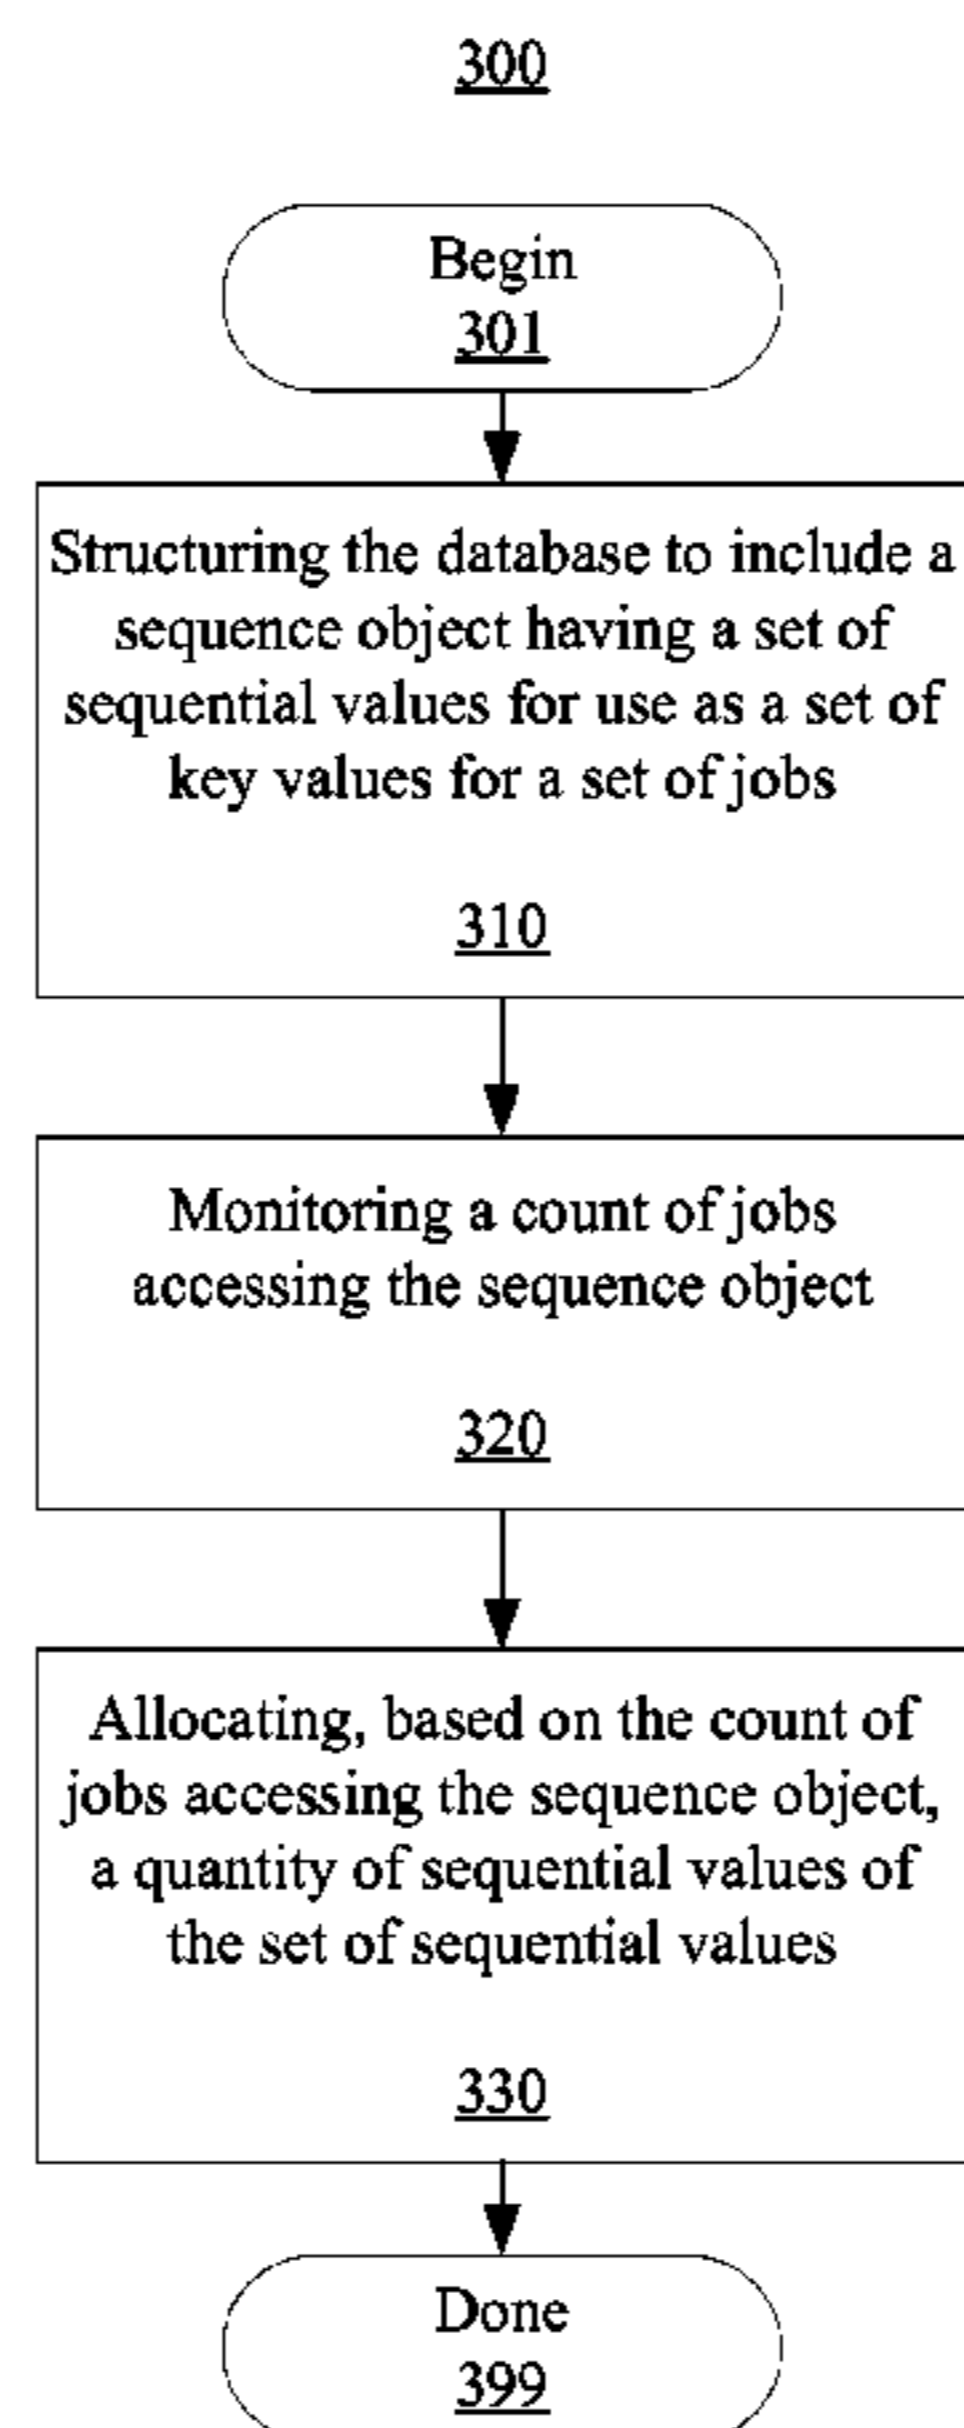 300
Begin
301
Structuring the database to include a
sequence object having a set of
sequential values for use as a set of
key values for a set of jobs
310
Monitoring a count of jobs
accessing the sequence object
320
Allocating, based on the count of
jobs accessing the sequence object,
a quantity of sequential values of
the set of sequential values
330
Done
399